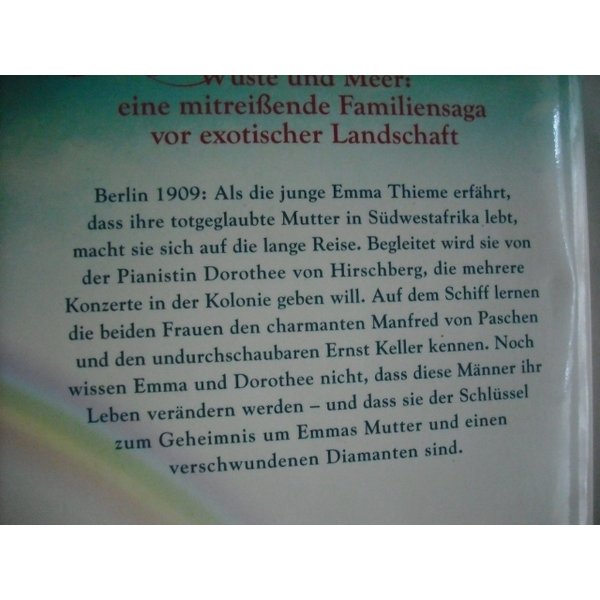 Wüste und Meer:
eine mitreißende Familiensaga
vor exotischer Landschaft
Berlin 1909: Als die junge Emma Thieme erfährt,
dass ihre totgeglaubte Mutter in Südwestafrika lebt,
macht sie sich auf die lange Reise. Begleitet wird sie von
der Pianistin Dorothee von Hirschberg, die mehrere
Konzerte in der Kolonie geben will. Auf dem Schiff lernen
die beiden Frauen den charmanten Manfred von Paschen
und den undurchschaubaren Ernst Keller kennen. Noch
wissen Emma und Dorothee nicht, dass diese Männer ihr
Leben verändern werden – und dass sie der Schlüssel
zum Geheimnis um Emmas Mutter und einen
verschwundenen Diamanten sind.